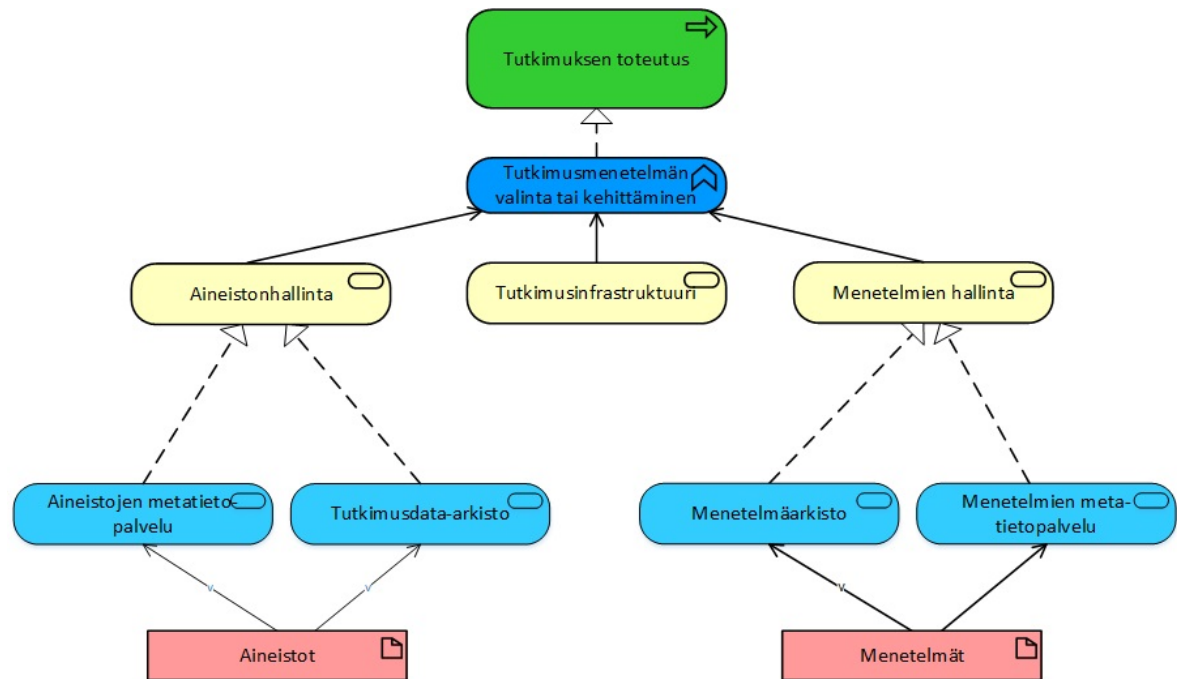 Tutkimuksen toteutus
Tutkimusmenetelmän
valinta tai kehittäminen
Aineistonhallinta
Tutkimusinfrastruktuuri
Menetelmien hallinta
Aineistojen metatieto-
palvelu
Tutkimusdata-arkisto
Menetelmäarkisto
Menetelmien meta-
tietopalvelu
v
v
v
Aineistot
Menetelmät